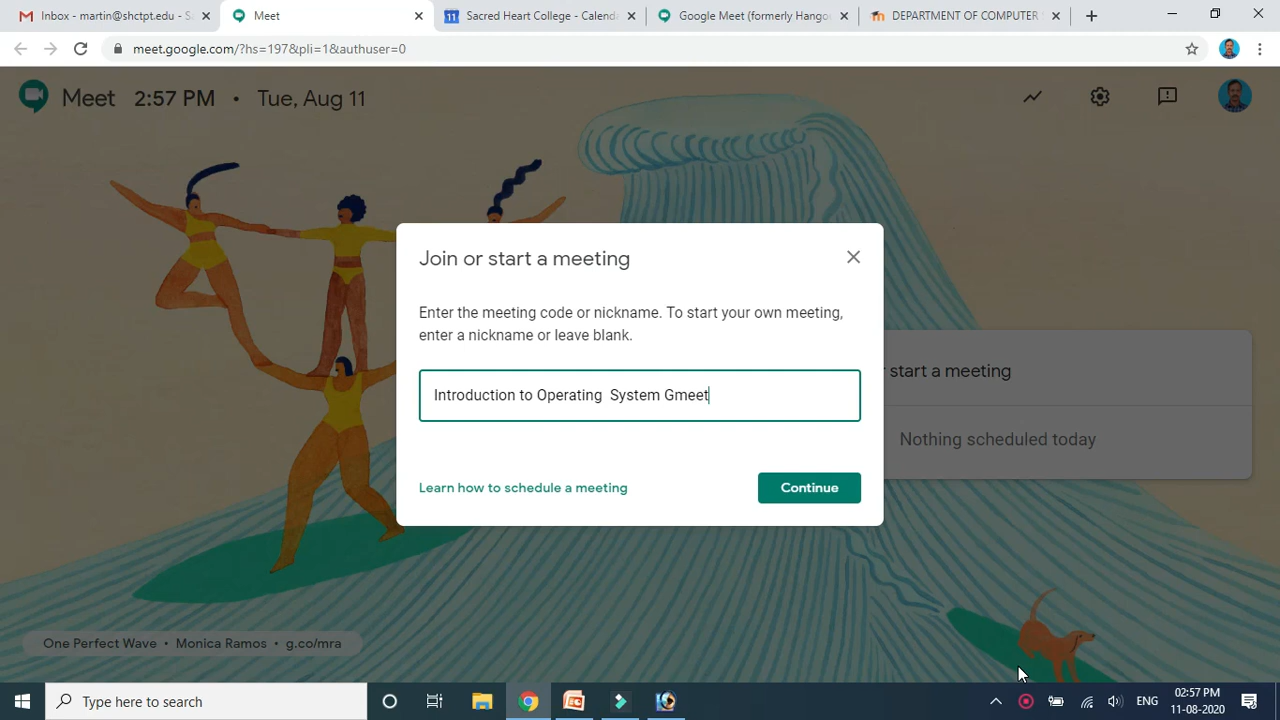 Inbox - martin@shctpt.edu - S
Meet
Sacred Heart College - Calenda
Google Meet (formerly Hangou
DEPARTMENT OF COMPUTER
meet.google.com/?hs=197&pli=1&authuser=0
Meet 2:57 PM • Tue, Aug 11
Join or start a meeting
Enter the meeting code or nickname. To start your own meeting,
enter a nickname or leave blank.
Introduction to Operating  System Gmeet
Learn how to schedule a meeting
Continue
start a meeting
Nothing scheduled today
One Perfect Wave • Monica Ramos • g.co/mra
Type here to search
ENG
02:57 PM
11-08-2020